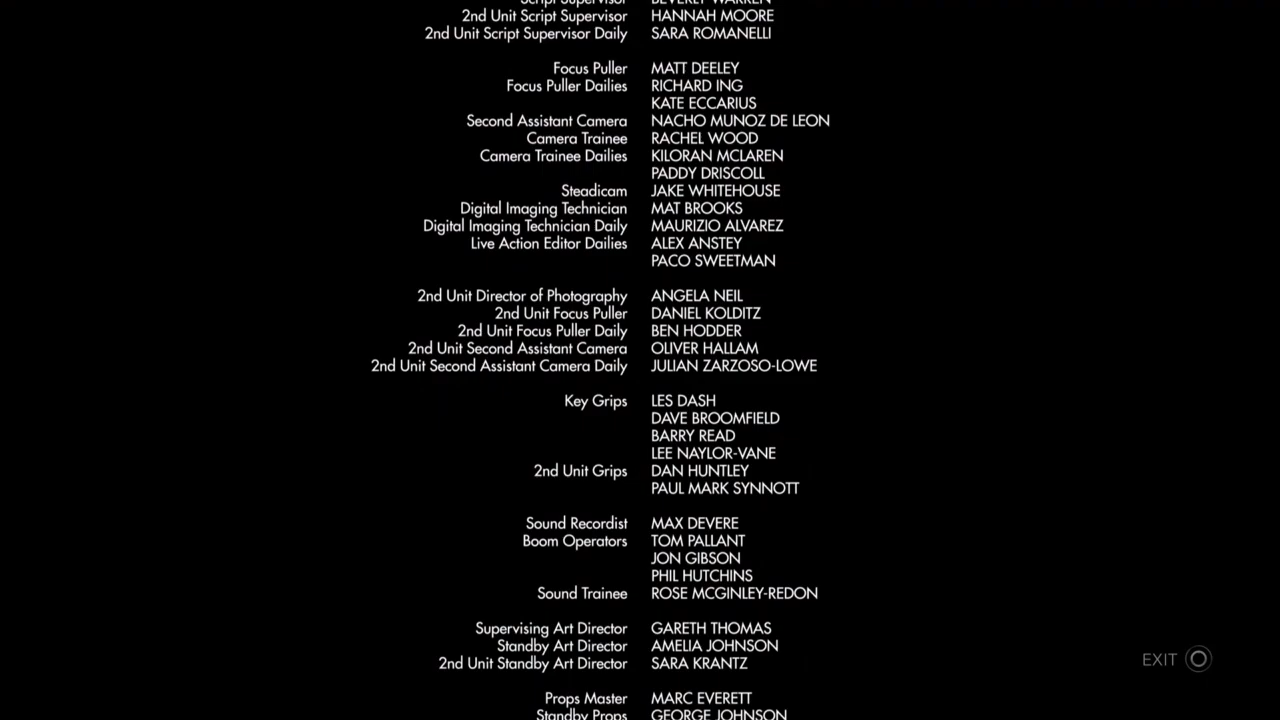 Script Supervisor BEVERLY WARREN
2nd Unit Script Supervisor HANNAH MOORE
2nd Unit Script Supervisor Daily SARA ROMANELLI
Focus Puller MATT DEELEY
Focus Puller Dailies RICHARD ING
KATE ECCARIUS
Second Assistant Camera NACHO MUNOZ DE LEON
Camera Trainee RACHEL WOOD
Camera Trainee Dailies KILORAN MCLAREN
PADDY DRISCOLL
Steadicam JAKE WHITEHOUSE
Digital Imaging Technician MAT BROOKS
Digital Imaging Technician Daily MAURIZIO ALVAREZ
Live Action Editor Dailies ALEX ANSTEY
PACO SWEETMAN
2nd Unit Director of Photography ANGELA NEIL
2nd Unit Focus Puller DANIEL KOLDITZ
2nd Unit Focus Puller Daily BEN HODDER
2nd Unit Second Assistant Camera OLIVER HALLAM
2nd Unit Second Assistant Camera Daily JULIAN ZARZOSO-LOWE
Key Grips LES DASH
DAVE BROOMFIELD
BARRY READ
LEE NAYLOR-VANE
2nd Unit Grips DAN HUNTLEY
PAUL MARK SYNNOTT
Sound Recordist MAX DEVERE
Boom Operators TOM PALLANT
JON GIBSON
PHIL HUTCHINS
Sound Trainee ROSE MCGINLEY-REDON
Supervising Art Director GARETH THOMAS
Standby Art Director AMELIA JOHNSON
2nd Unit Standby Art Director SARA KRANTZ
EXIT
Props Master MARC EVERETT
Standby Props GEORGE JOHNSON